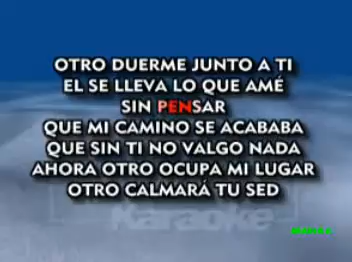 OTRO DUERME JUNTO A TI
EL SE LLEVA LO QUE AMÉ
SIN PENSAR
QUE MI CAMINO SE ACABABA
QUE SIN TI NO VALGO NADA
AHORA OTRO OCUPA MI LUGAR
OTRO CALMARÁ TU SED
Karaoke